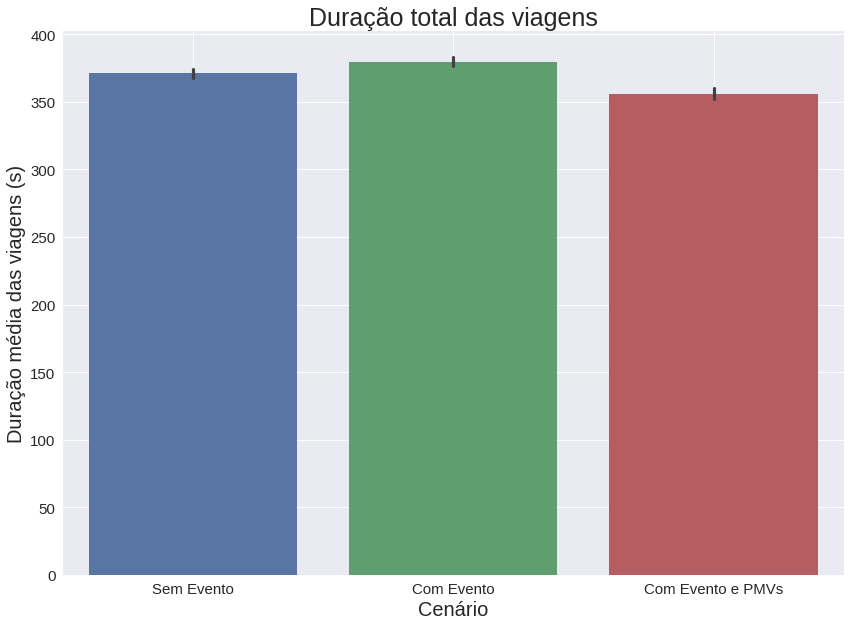 Duração total das viagens
Duração média das viagens (s)
400
350
300
250
200
150
100
50
0
Sem Evento
Com Evento
Com Evento e PMVs
Cenário